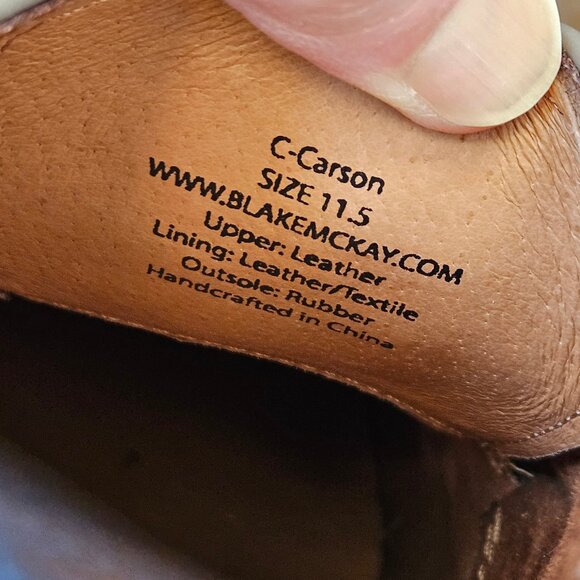 C-Carson
SIZE 11.5
WWW.BLAKEMCKAY.COM
Upper: Leather
Lining: Leather/Textile
Outsole: Rubber
Handcrafted in China